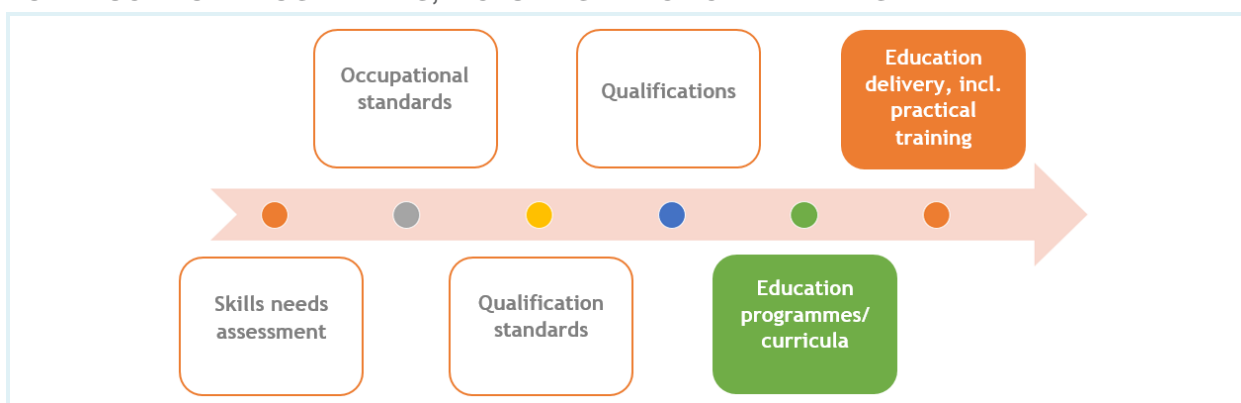 Occupational
standards
Qualifications
Education
delivery, incl.
practical
training
Skills needs
assessment
Qualification
standards
Education
programmes/
curricula